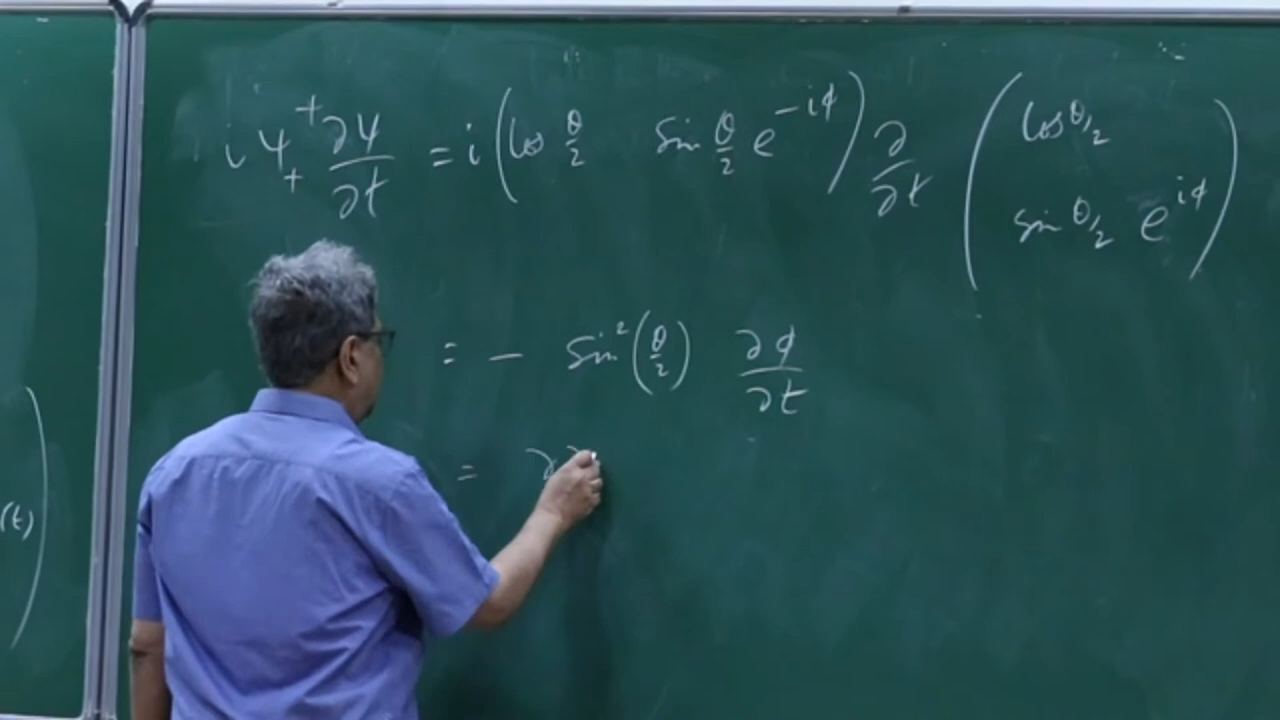 i ψ₊⁺ ∂ψ/∂t = i ( cos θ/2 sin θ/2 e^{-iφ} ) ∂/∂t ( cos θ/2
sin θ/2 e^{iφ} )
= - sin² (θ/2) ∂φ/∂t
=
(t)